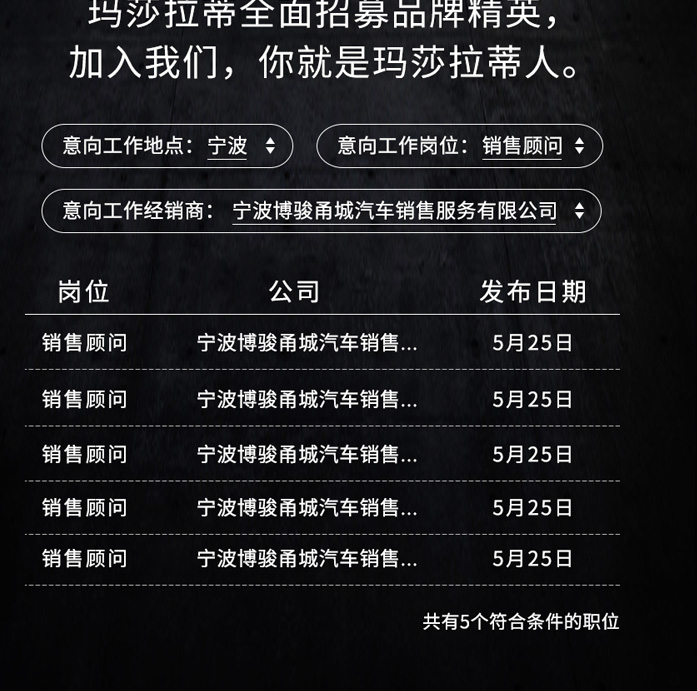 玛莎拉蒂全面招募品牌精英，
加入我们，你就是玛莎拉蒂人。
意向工作地点：宁波 意向工作岗位：销售顾问
意向工作经销商： 宁波博骏甬城汽车销售服务有限公司
岗位 公司 发布日期
销售顾问 宁波博骏甬城汽车销售... 5月25日
销售顾问 宁波博骏甬城汽车销售... 5月25日
销售顾问 宁波博骏甬城汽车销售... 5月25日
销售顾问 宁波博骏甬城汽车销售... 5月25日
销售顾问 宁波博骏甬城汽车销售... 5月25日
共有5个符合条件的职位